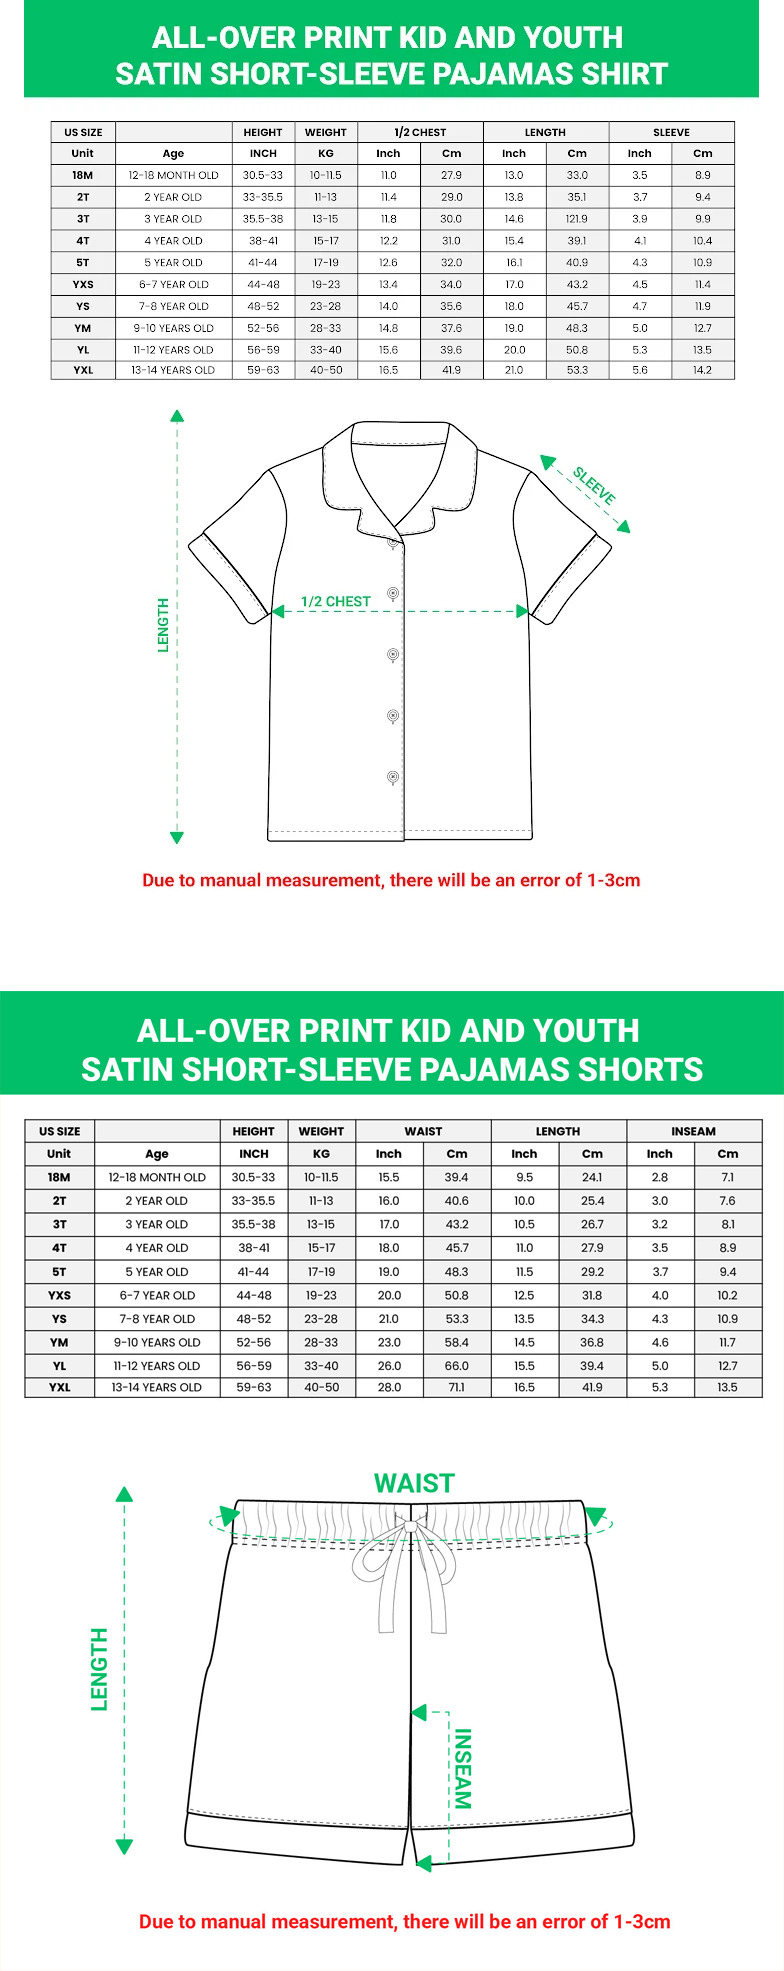 ALL-OVER PRINT KID AND YOUTH
SATIN SHORT-SLEEVE PAJAMAS SHIRT
US SIZE HEIGHT WEIGHT 1/2 CHEST LENGTH SLEEVE
Unit Age INCH KG Inch Cm Inch Cm Inch Cm
18M 12-18 MONTH OLD 30.5-33 10-11.5 11.0 27.9 13.0 33.0 3.5 8.9
2T 2 YEAR OLD 33-35.5 11-13 11.4 29.0 13.8 35.1 3.7 9.4
3T 3 YEAR OLD 35.5-38 13-15 11.8 30.0 14.6 121.9 3.9 9.9
4T 4 YEAR OLD 38-41 15-17 12.2 31.0 15.4 39.1 4.1 10.4
5T 5 YEAR OLD 41-44 17-19 12.6 32.0 16.1 40.9 4.3 10.9
YXS 6-7 YEAR OLD 44-48 19-23 13.4 34.0 17.0 43.2 4.5 11.4
YS 7-8 YEAR OLD 48-52 23-28 14.0 35.6 18.0 45.7 4.7 11.9
YM 9-10 YEARS OLD 52-56 28-33 14.8 37.6 19.0 48.3 5.0 12.7
YL 11-12 YEARS OLD 56-59 33-40 15.6 39.6 20.0 50.8 5.3 13.5
YXL 13-14 YEARS OLD 59-63 40-50 16.5 41.9 21.0 53.3 5.6 14.2
SLEEVE
1/2 CHEST
LENGTH
Due to manual measurement, there will be an error of 1-3cm
ALL-OVER PRINT KID AND YOUTH
SATIN SHORT-SLEEVE PAJAMAS SHORTS
US SIZE HEIGHT WEIGHT WAIST LENGTH INSEAM
Unit Age INCH KG Inch Cm Inch Cm Inch Cm
18M 12-18 MONTH OLD 30.5-33 10-11.5 15.5 39.4 9.5 24.1 2.8 7.1
2T 2 YEAR OLD 33-35.5 11-13 16.0 40.6 10.0 25.4 3.0 7.6
3T 3 YEAR OLD 35.5-38 13-15 17.0 43.2 10.5 26.7 3.2 8.1
4T 4 YEAR OLD 38-41 15-17 18.0 45.7 11.0 27.9 3.5 8.9
5T 5 YEAR OLD 41-44 17-19 19.0 48.3 11.5 29.2 3.7 9.4
YXS 6-7 YEAR OLD 44-48 19-23 20.0 50.8 12.5 31.8 4.0 10.2
YS 7-8 YEAR OLD 48-52 23-28 21.0 53.3 13.5 34.3 4.3 10.9
YM 9-10 YEARS OLD 52-56 28-33 23.0 58.4 14.5 36.8 4.6 11.7
YL 11-12 YEARS OLD 56-59 33-40 26.0 66.0 15.5 39.4 5.0 12.7
YXL 13-14 YEARS OLD 59-63 40-50 28.0 71.1 16.5 41.9 5.3 13.5
WAIST
LENGTH
INSEAM
Due to manual measurement, there will be an error of 1-3cm